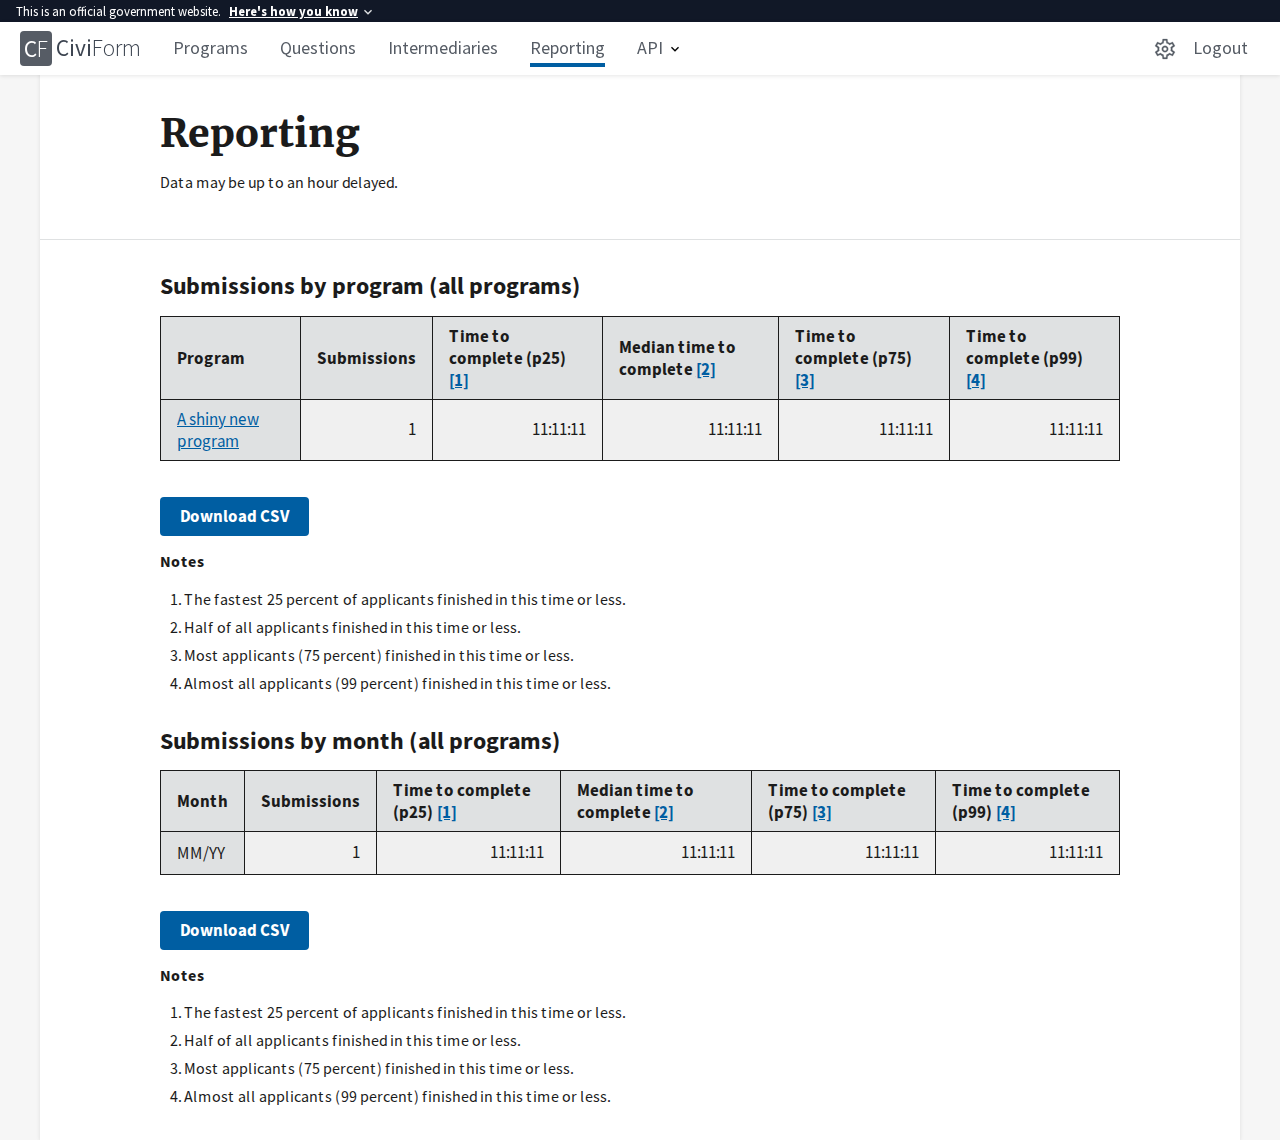 This is an official government website. Here's how you know
CF CiviForm Programs Questions Intermediaries Reporting API Logout
Reporting
Data may be up to an hour delayed.
Submissions by program (all programs)
Program Submissions Time to complete (p25) [1] Median time to complete [2] Time to complete (p75) [3] Time to complete (p99) [4]
A shiny new program 1 11:11:11 11:11:11 11:11:11 11:11:11
Download CSV
Notes
1. The fastest 25 percent of applicants finished in this time or less.
2. Half of all applicants finished in this time or less.
3. Most applicants (75 percent) finished in this time or less.
4. Almost all applicants (99 percent) finished in this time or less.
Submissions by month (all programs)
Month Submissions Time to complete (p25) [1] Median time to complete [2] Time to complete (p75) [3] Time to complete (p99) [4]
MM/YY 1 11:11:11 11:11:11 11:11:11 11:11:11
Download CSV
Notes
1. The fastest 25 percent of applicants finished in this time or less.
2. Half of all applicants finished in this time or less.
3. Most applicants (75 percent) finished in this time or less.
4. Almost all applicants (99 percent) finished in this time or less.